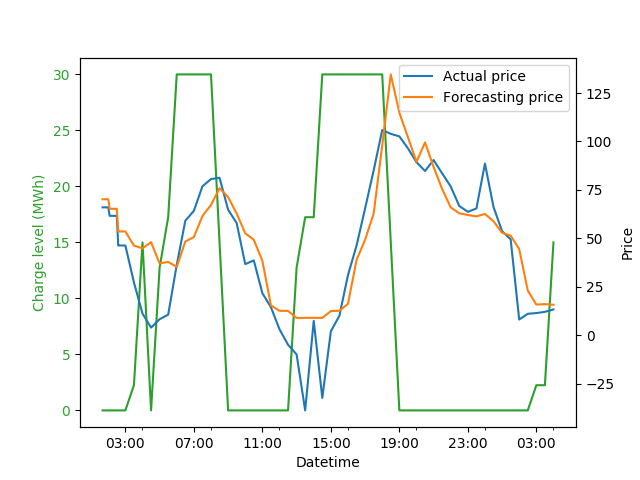 Actual price
Forecasting price
30
25
20
15
10
5
0
Charge level (MWh)
125
100
75
50
25
0
−25
Price
03:00 07:00 11:00 15:00 19:00 23:00 03:00
Datetime